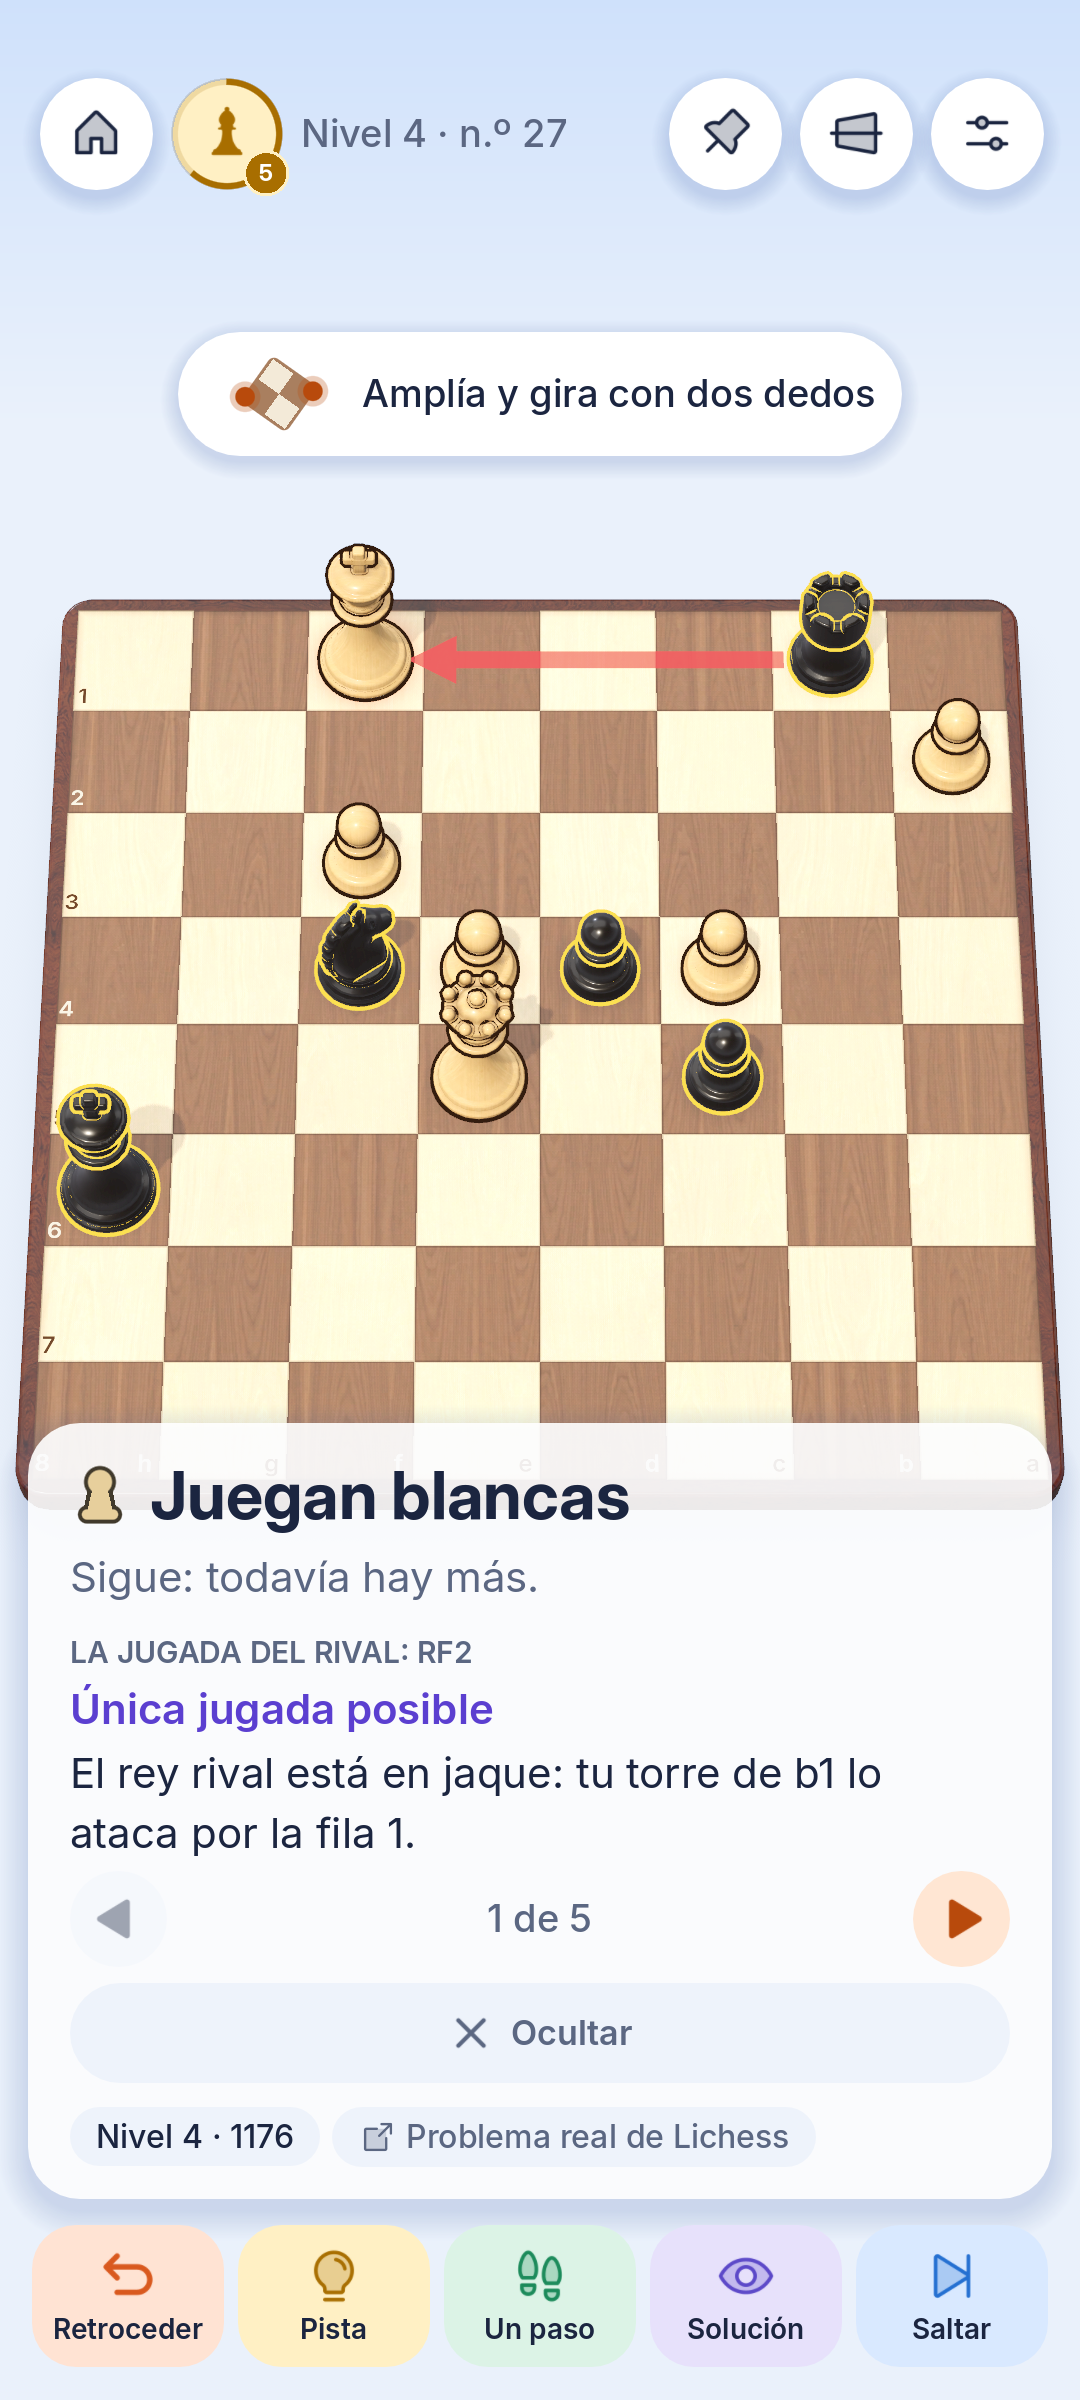 Nivel 4 · n.º 27
5
Amplía y gira con dos dedos
1
2
3
4
6
7
8 h g f e d c b a
Juegan blancas
Sigue: todavía hay más.
LA JUGADA DEL RIVAL: RF2
Única jugada posible
El rey rival está en jaque: tu torre de b1 lo
ataca por la fila 1.
1 de 5
Ocultar
Nivel 4 · 1176
Problema real de Lichess
Retroceder
Pista
Un paso
Solución
Saltar